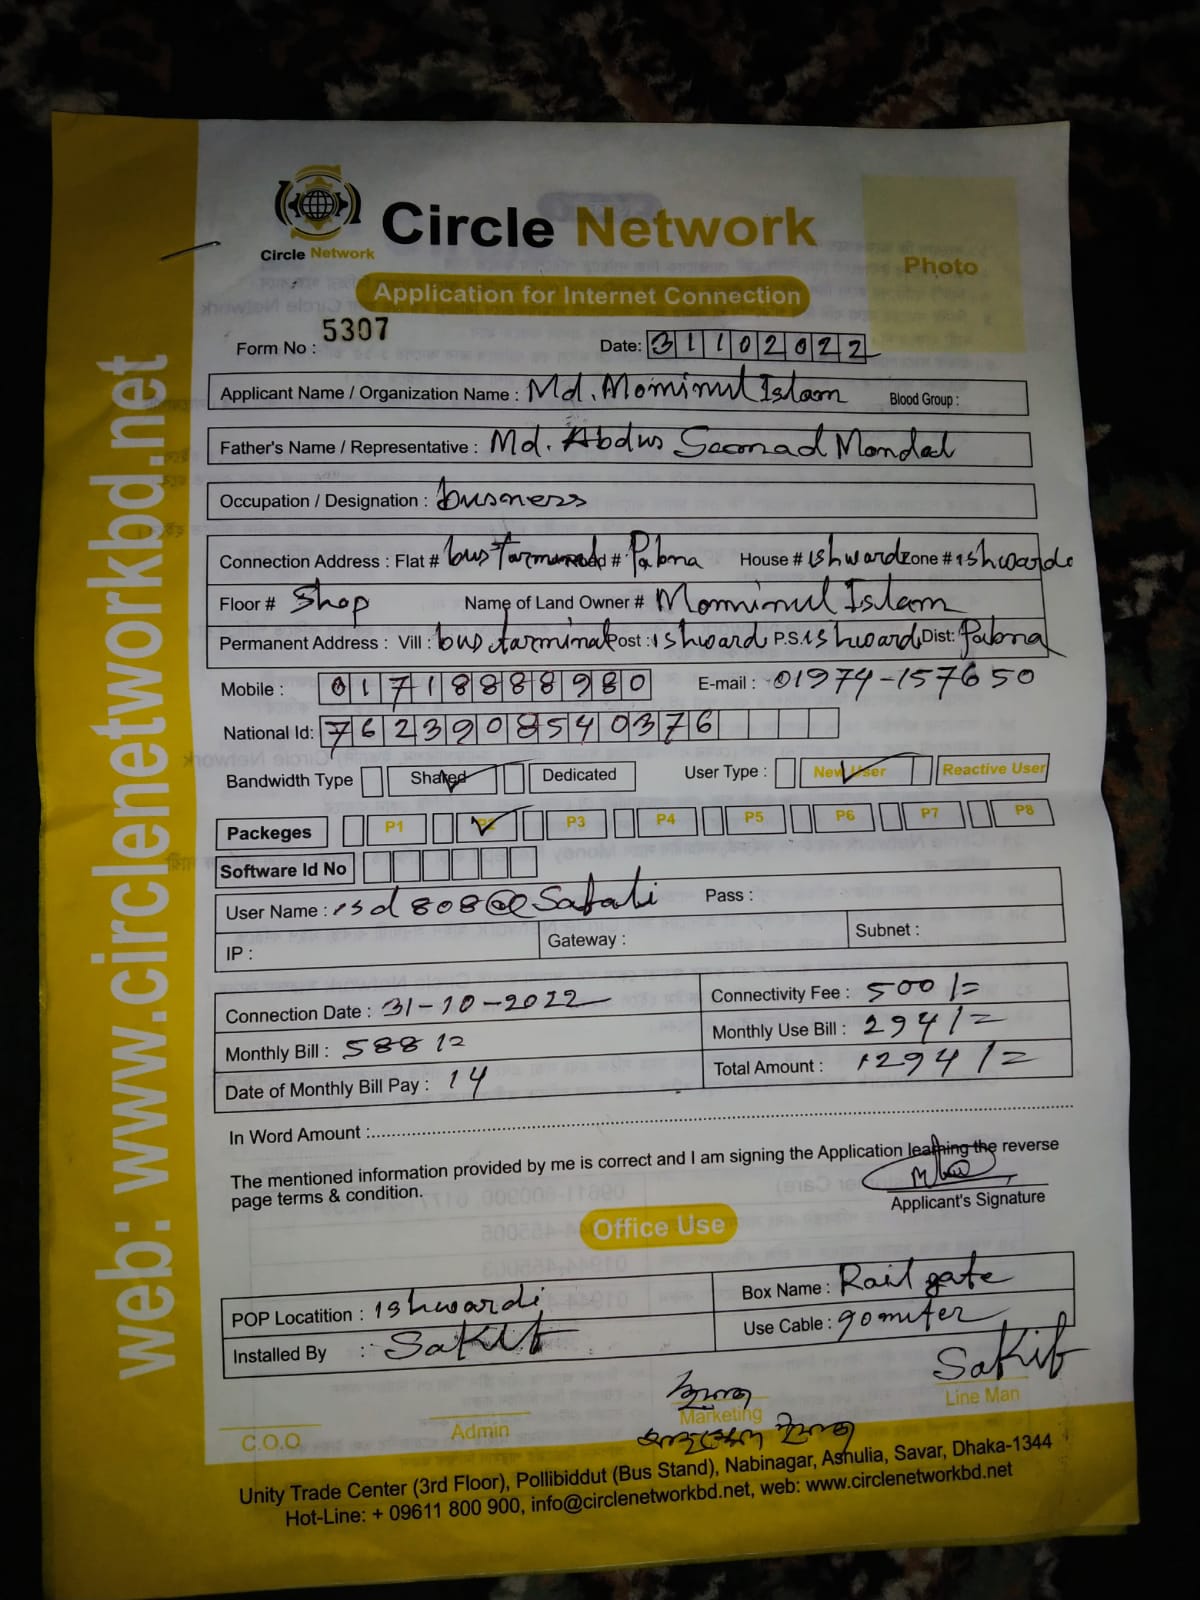 web: www.circlenetworkbd.net
Circle Network
Circle Network
Photo
Application for Internet Connection
Form No : 5307
Date: 31102022
Applicant Name / Organization Name : Md. Mominul Islam Blood Group :
Father's Name / Representative : Md. Abdus Samad Mondal
Occupation / Designation : busness
Connection Address : Flat # bus tarminal # Pabna House # ishwardi Zone # ishwardi
Floor # Shop Name of Land Owner # Mominul Islam
Permanent Address : Vill : bus tarminal Post : ishward P.S. ishward Dist: Pabna
Mobile : 01718888980 E-mail : 01974-157650
National Id: 7623908540376
Bandwidth Type Shared Dedicated User Type : New User Reactive User
Packeges P1 P2 P3 P4 P5 P6 P7 P8
Software Id No
User Name : isd808@Safali Pass :
IP : Gateway : Subnet :
Connection Date : 31-10-2022 Connectivity Fee : 500/=
Monthly Bill : 588/= Monthly Use Bill : 294/=
Date of Monthly Bill Pay : 14 Total Amount : 1294/=
In Word Amount :
The mentioned information provided by me is correct and I am signing the Application learning the reverse
page terms & condition.
Applicant's Signature
Office Use
POP Locatition : Ishwardi Box Name : Rail gate
Installed By : Sakib Use Cable : 90 miter
Sakib
C.O.O Admin Marketing Line Man
Unity Trade Center (3rd Floor), Pollibiddut (Bus Stand), Nabinagar, Ashulia, Savar, Dhaka-1344
Hot-Line: + 09611 800 900, info@circlenetworkbd.net, web: www.circlenetworkbd.net